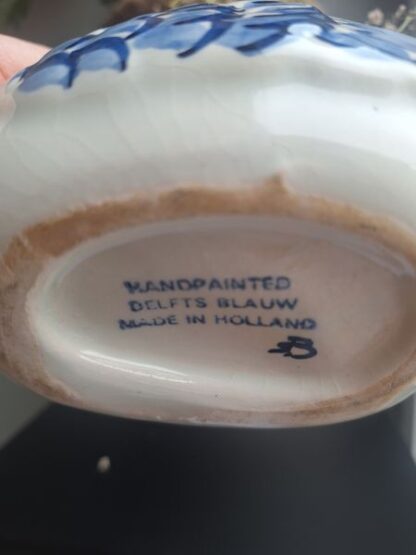 HANDPAINTED
DELFTS BLAUW
MADE IN HOLLAND